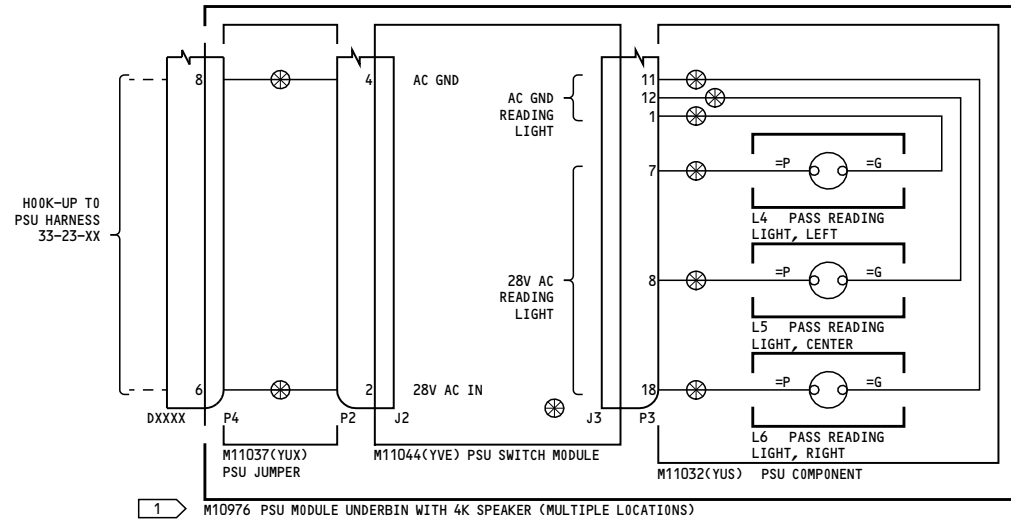 8
4
AC GND
11
12
1
AC GND
READING
LIGHT
7
=P
=G
L4 PASS READING
LIGHT, LEFT
HOOK-UP TO
PSU HARNESS
33-23-XX
28V AC
READING
LIGHT
8
=P
=G
L5 PASS READING
LIGHT, CENTER
6
2
28V AC IN
18
=P
=G
DXXXX
P4
P2
J2
J3
P3
L6 PASS READING
LIGHT, RIGHT
M11037(YUX)
PSU JUMPER
M11044(YVE) PSU SWITCH MODULE
M11032(YUS) PSU COMPONENT
1
M10976 PSU MODULE UNDERBIN WITH 4K SPEAKER (MULTIPLE LOCATIONS)